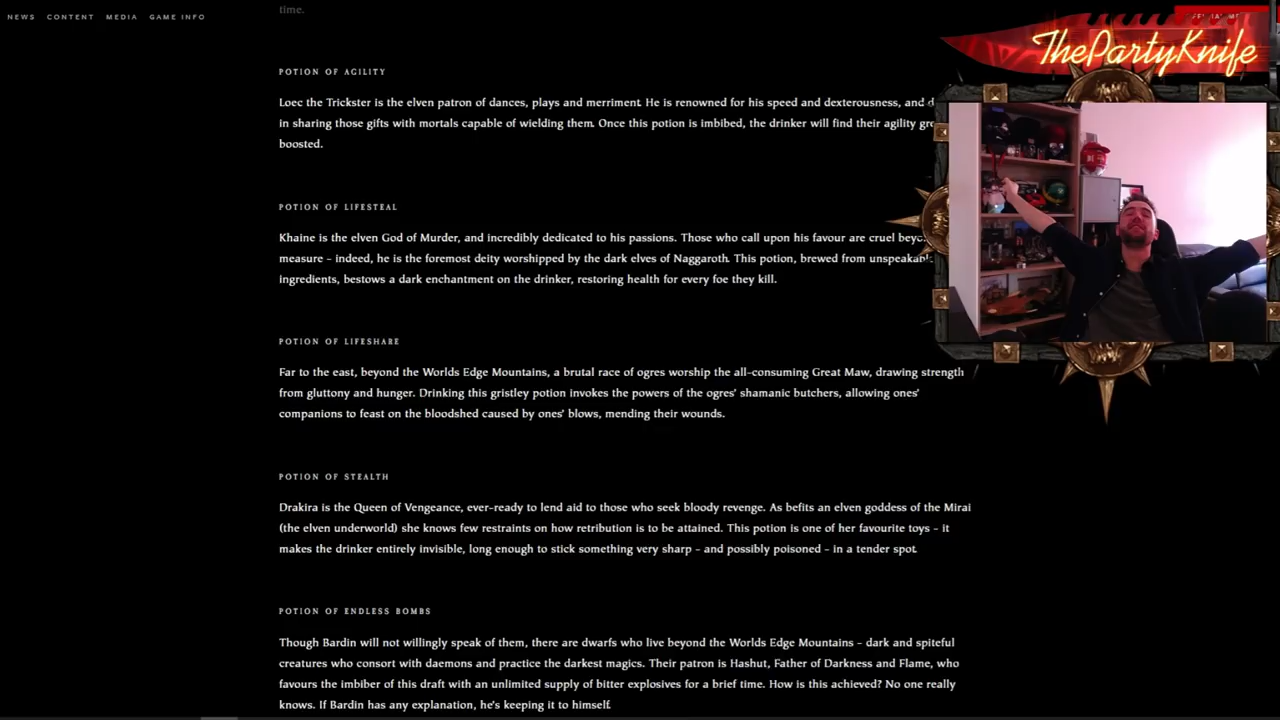 time.
NEWS CONTENT MEDIA GAME INFO
ThePartyKnife
POTION OF AGILITY
Loec the Trickster is the elven patron of dances, plays and merriment. He is renowned for his speed and dexterousness, and
in sharing those gifts with mortals capable of wielding them. Once this potion is imbibed, the drinker will find their agility
boosted.
POTION OF LIFESTEAL
Khaine is the elven God of Murder, and incredibly dedicated to his passions. Those who call upon his favour are cruel
measure – indeed, he is the foremost deity worshipped by the dark elves of Naggaroth. This potion, brewed from
ingredients, bestows a dark enchantment on the drinker, restoring health for every foe they kill.
POTION OF LIFESHARE
Far to the east, beyond the Worlds Edge Mountains, a brutal race of ogres worship the all-consuming Great Maw, drawing strength
from gluttony and hunger. Drinking this gristley potion invokes the powers of the ogres' shamanic butchers, allowing ones'
companions to feast on the bloodshed caused by ones' blows, mending their wounds.
POTION OF STEALTH
Drakira is the Queen of Vengeance, ever-ready to lend aid to those who seek bloody revenge. As befits an elven goddess of the Mirai
(the elven underworld) she knows few restraints on how retribution is to be attained. This potion is one of her favourite toys – it
makes the drinker entirely invisible, long enough to stick something very sharp – and possibly poisoned – in a tender spot.
POTION OF ENDLESS BOMBS
Though Bardin will not willingly speak of them, there are dwarfs who live beyond the Worlds Edge Mountains – dark and spiteful
creatures who consort with daemons and practice the darkest magics. Their patron is Hashut, Father of Darkness and Flame, who
favours the imbiber of this draft with an unlimited supply of bitter explosives for a brief time. How is this achieved? No one really
knows. If Bardin has any explanation, he's keeping it to himself.